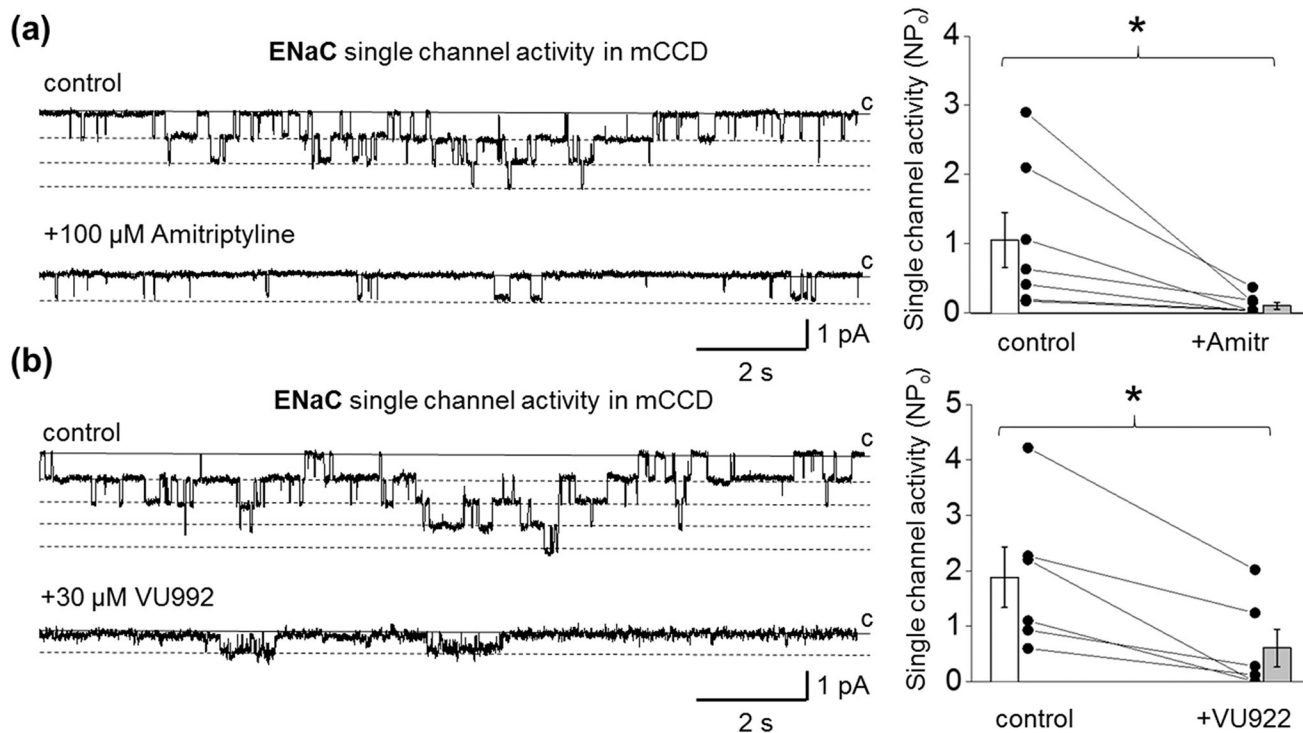 (a)
ENaC single channel activity in mCCD
control
c
+100 µM Amitriptyline
c
1 pA
2 s
Single channel activity (NPo)
4
3
2
1
0
*
control
+Amitr
(b)
ENaC single channel activity in mCCD
control
c
+30 µM VU992
c
1 pA
2 s
Single channel activity (NPo)
5
4
3
2
1
0
*
control
+VU922